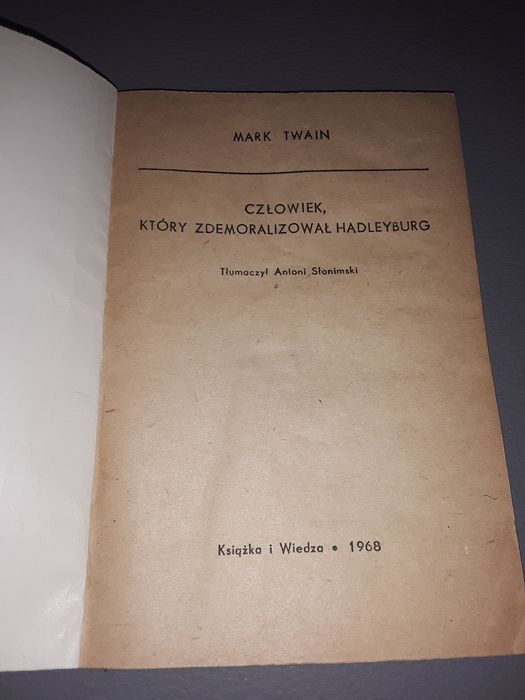 MARK TWAIN
CZŁOWIEK,
KTÓRY ZDEMORALIZOWAŁ HADLEYBURG
Tłumaczył Antoni Słonimski
Książka i Wiedza • 1968